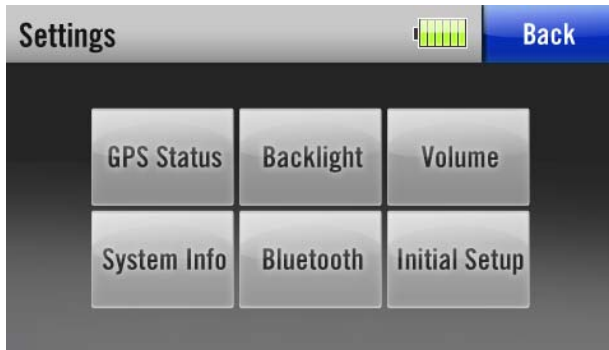 Settings
Back
GPS Status
Backlight
Volume
System Info
Bluetooth
Initial Setup